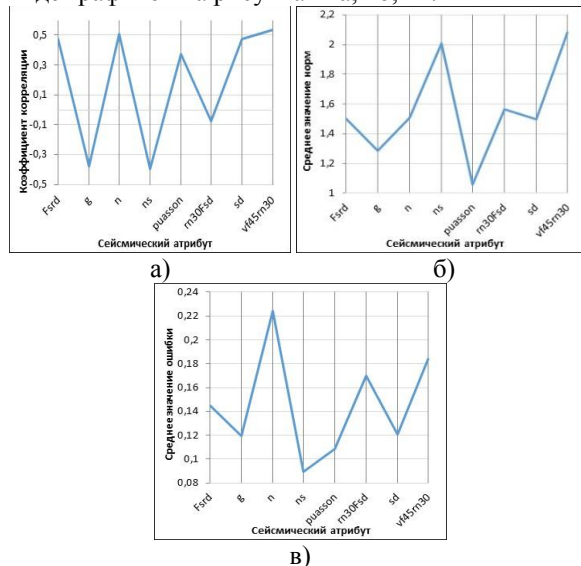 Коэффициент корреляции
0,5
0,3
0,1
-0,1
-0,3
-0,5
Fsrd
g
n
ns
puasson
rn30Fsd
sd
vf45rn30
Сейсмический атрибут
а)
Среднее значение норм
2
1,8
1,6
1,4
1,2
1
Fsrd
g
n
ns
puasson
rn30Fsd
sd
vf45rn30
Сейсмический атрибут
б)
Среднее значение ошибки
0,24
0,22
0,2
0,18
0,16
0,14
0,12
0,1
0,08
Fsrd
g
n
ns
puasson
rn30Fsd
sd
vf45rn30
Сейсмический атрибут
в)